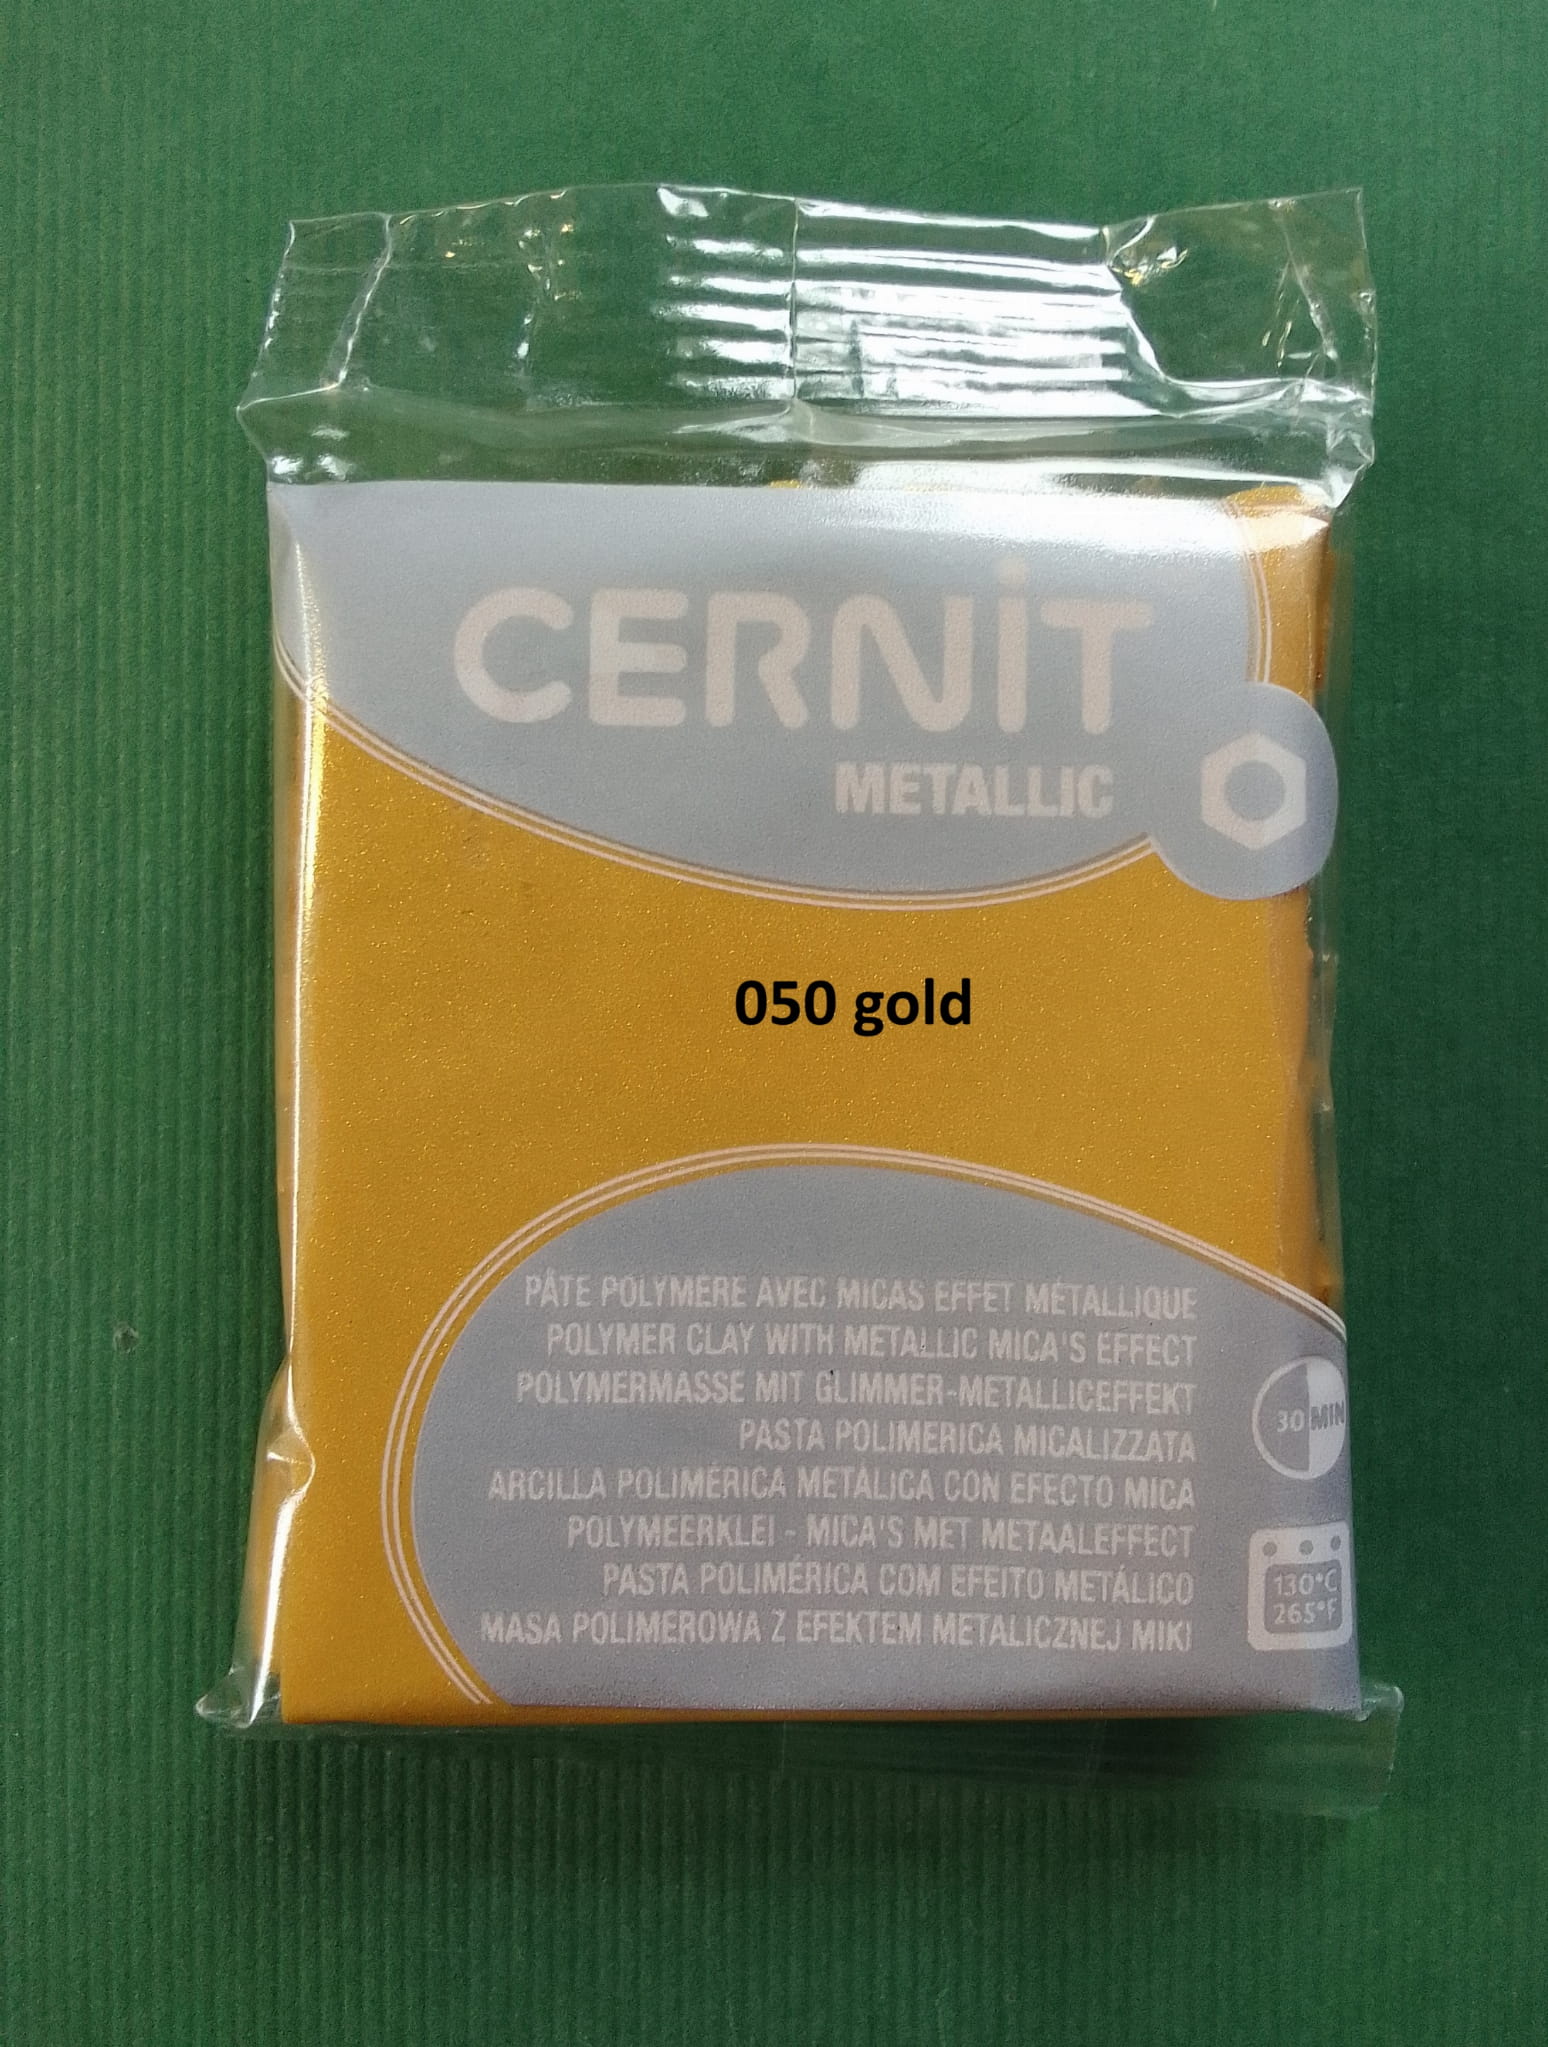 CERNIT
METALLIC
050 gold
PÂTE POLYMERE AVEC MICAS EFFET MÉTALLIQUE
POLYMER CLAY WITH METALLIC MICA'S EFFECT
POLYMERMASSE MIT GLIMMER-METALLICEFFEKT
PASTA POLIMERICA MICALIZZATA
ARCILLA POLIMÉRICA METÁLICA CON EFECTO MICA
POLYMEERKLEI - MICA'S MET METAALEFFECT
PASTA POLIMÉRICA COM EFEITO METÁLICO
MASA POLIMEROWA Z EFEKTEM METALICZNEJ MIKI
30 MIN
130°C
265°F